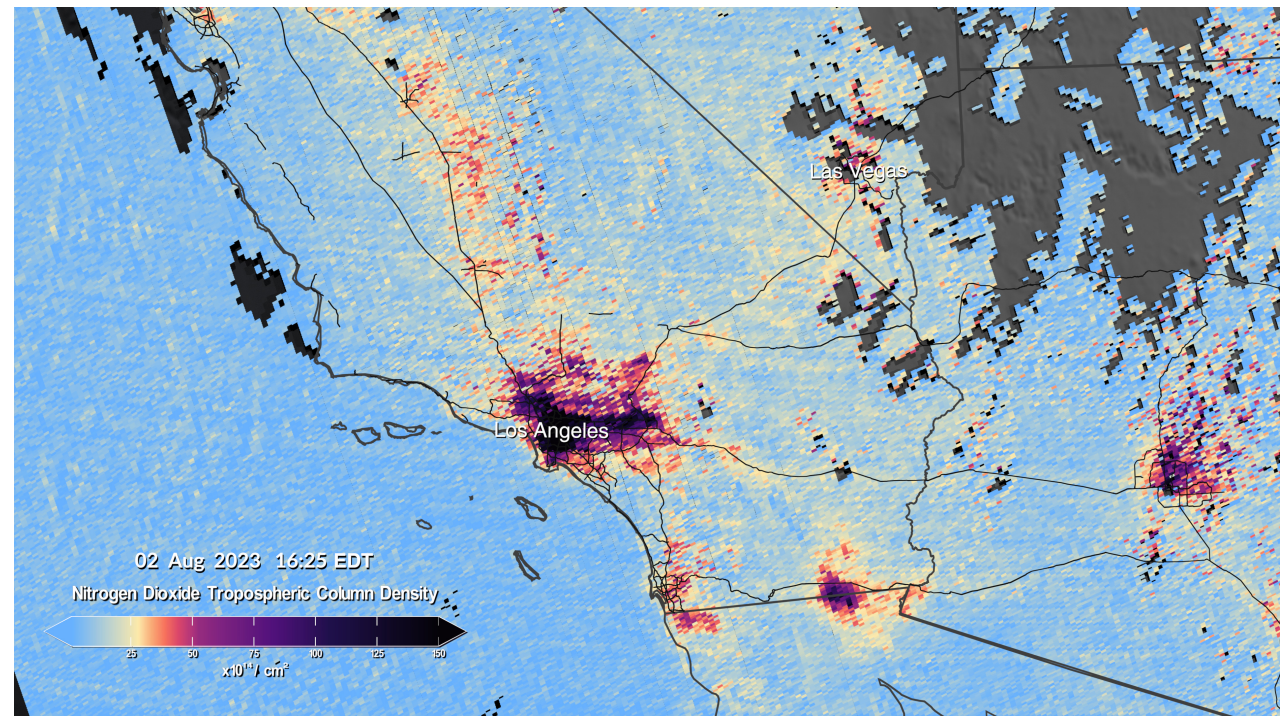 Las Vegas
Los Angeles
02 Aug 2023 16:25 EDT
Nitrogen Dioxide Tropospheric Column Density
25 50 75 100 125 150
x10¹⁴/ cm²